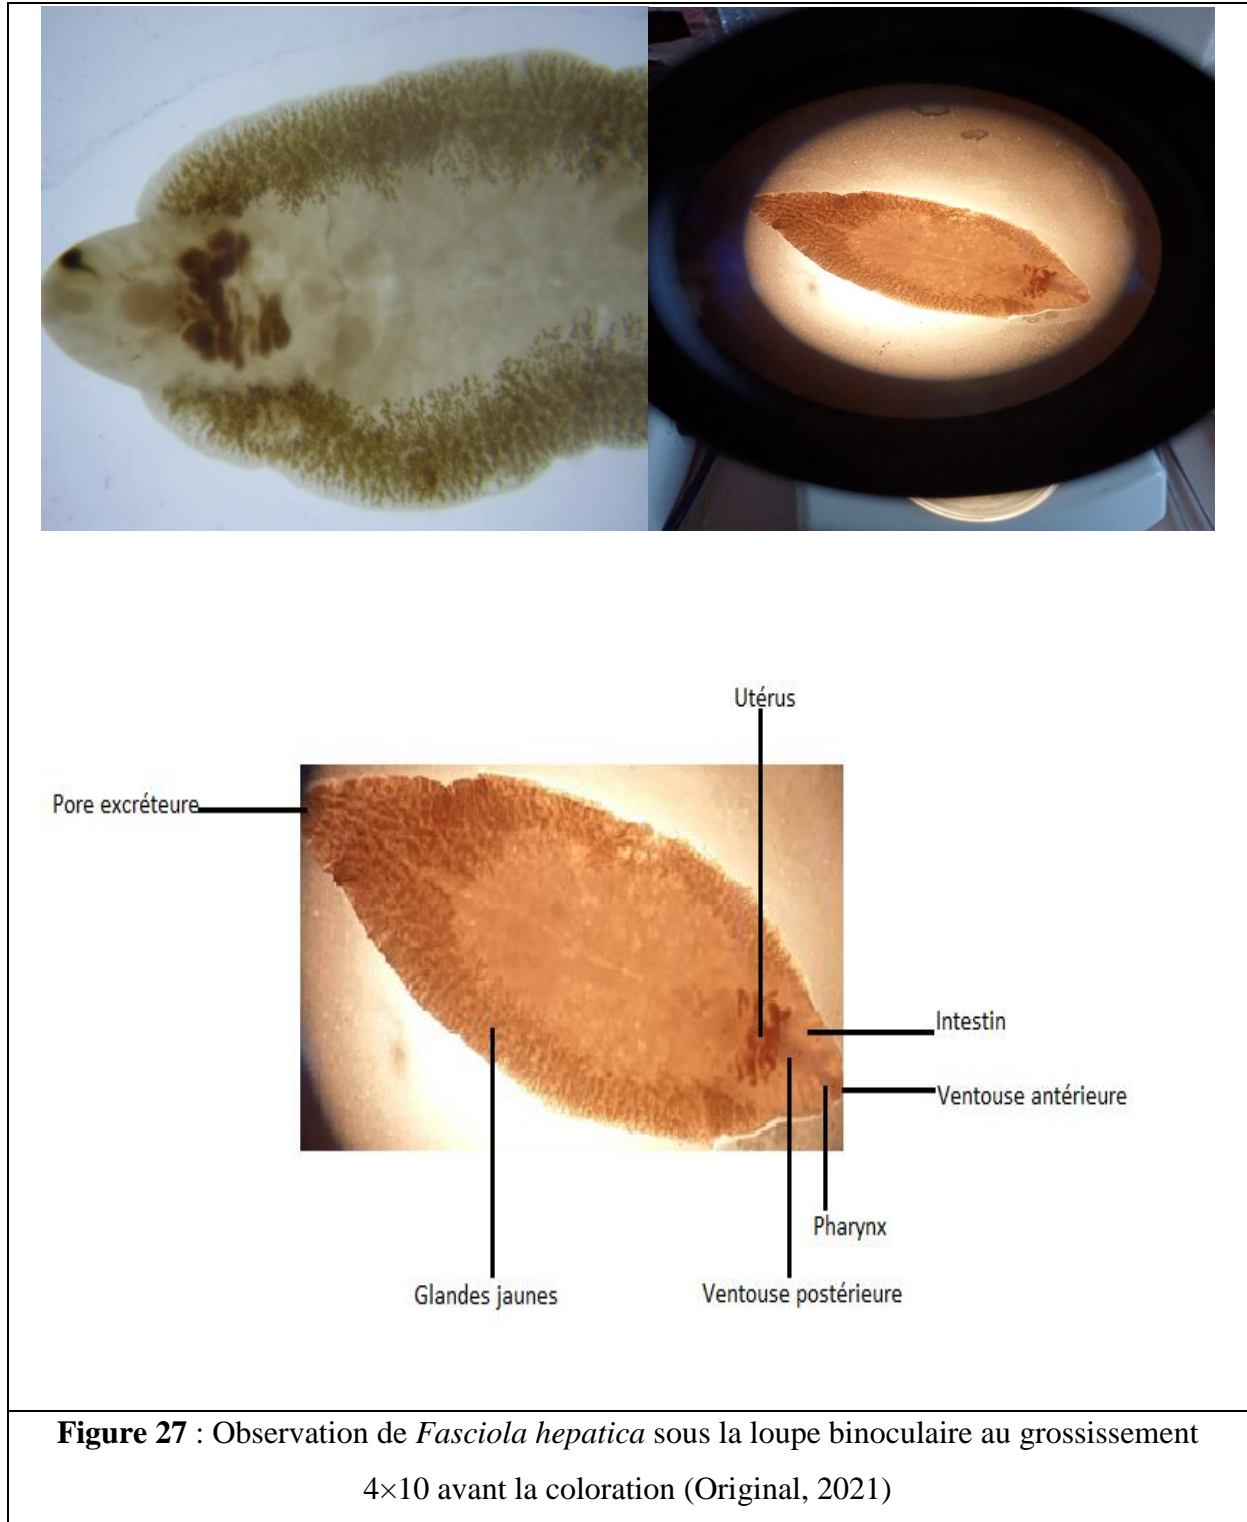 Utérus
Pore excréteure
Intestin
Ventouse antérieure
Pharynx
Glandes jaunes
Ventouse postérieure
Figure 27 : Observation de Fasciola hepatica sous la loupe binoculaire au grossissement
4×10 avant la coloration (Original, 2021)